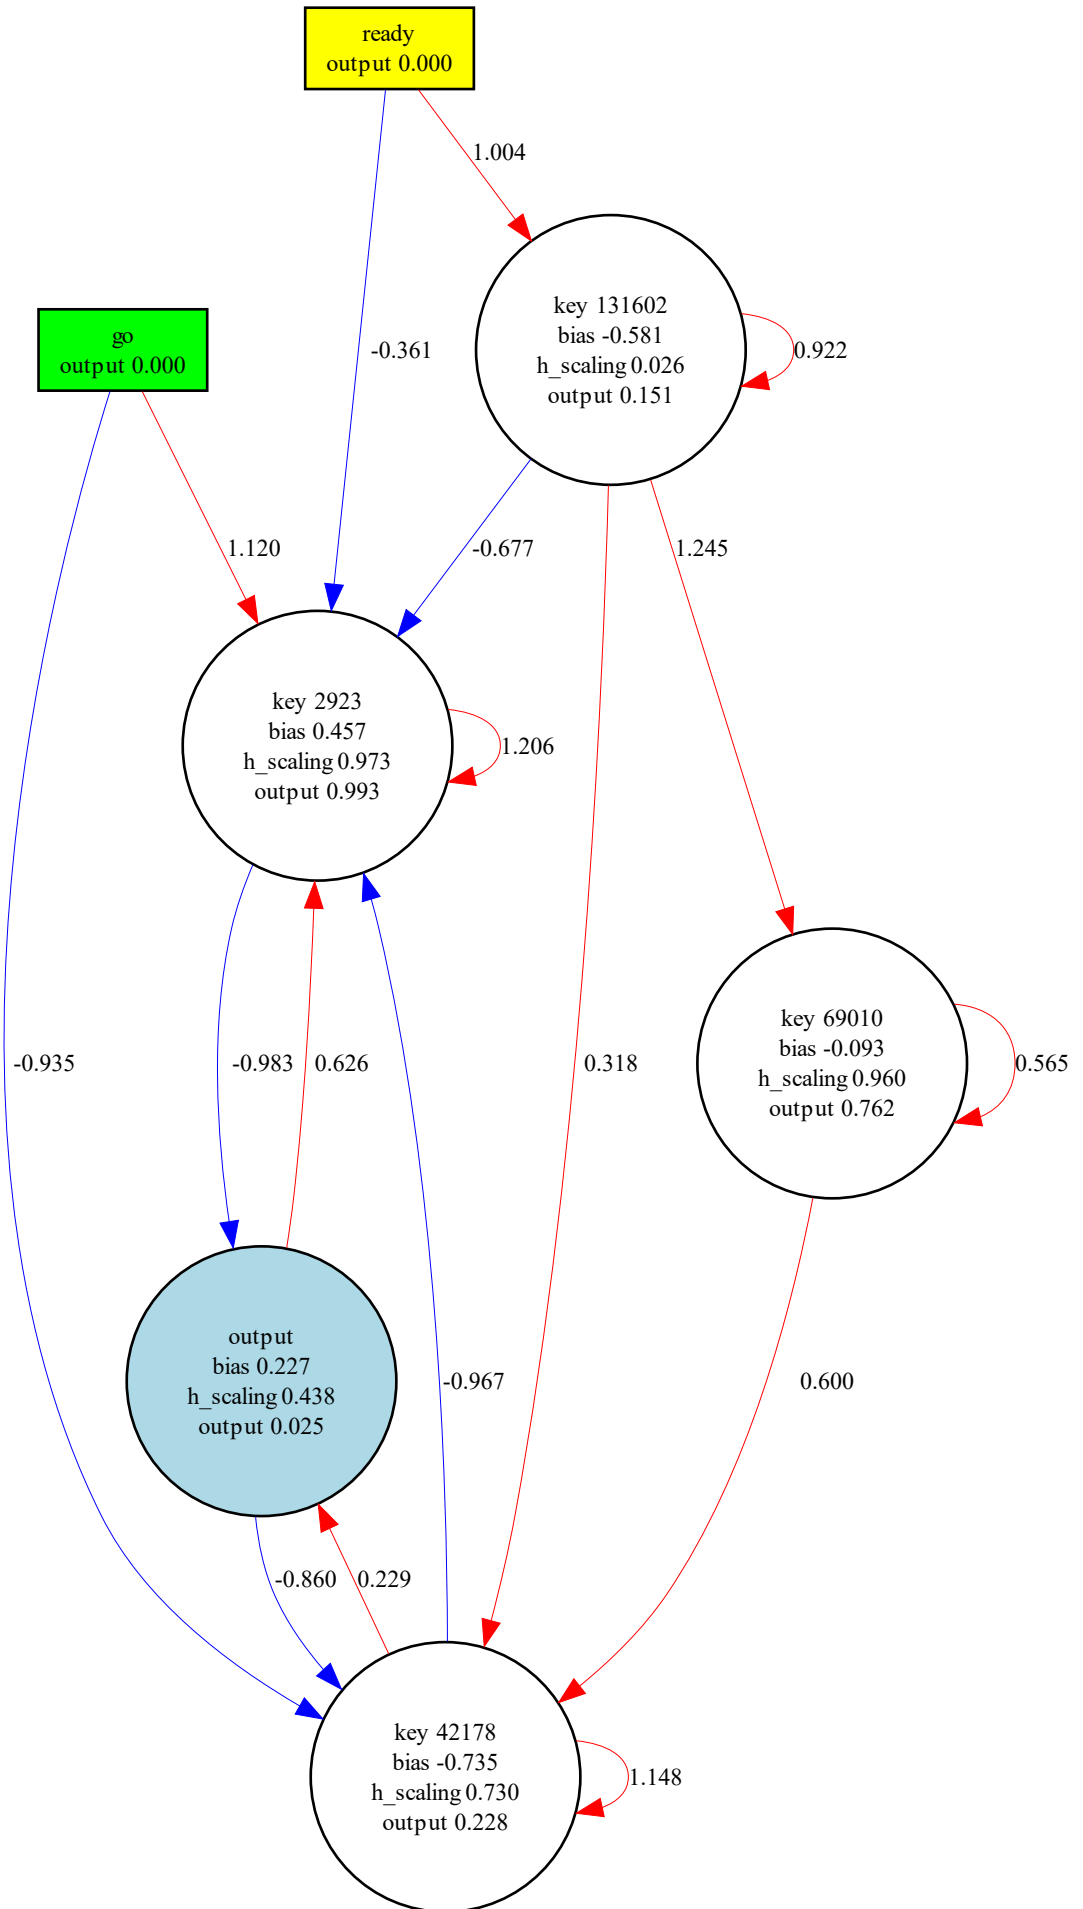 ready
output 0.000
1.004
key 131602
bias -0.581
h_scaling 0.026
output 0.151
0.922
go
output 0.000
-0.361
1.120
-0.677
1.245
key 2923
bias 0.457
h_scaling 0.973
output 0.993
1.206
key 69010
bias -0.093
h_scaling 0.960
output 0.762
0.565
-0.935
-0.983
0.626
0.318
output
bias 0.227
h_scaling 0.438
output 0.025
-0.967
0.600
-0.860
0.229
key 42178
bias -0.735
h_scaling 0.730
output 0.228
1.148